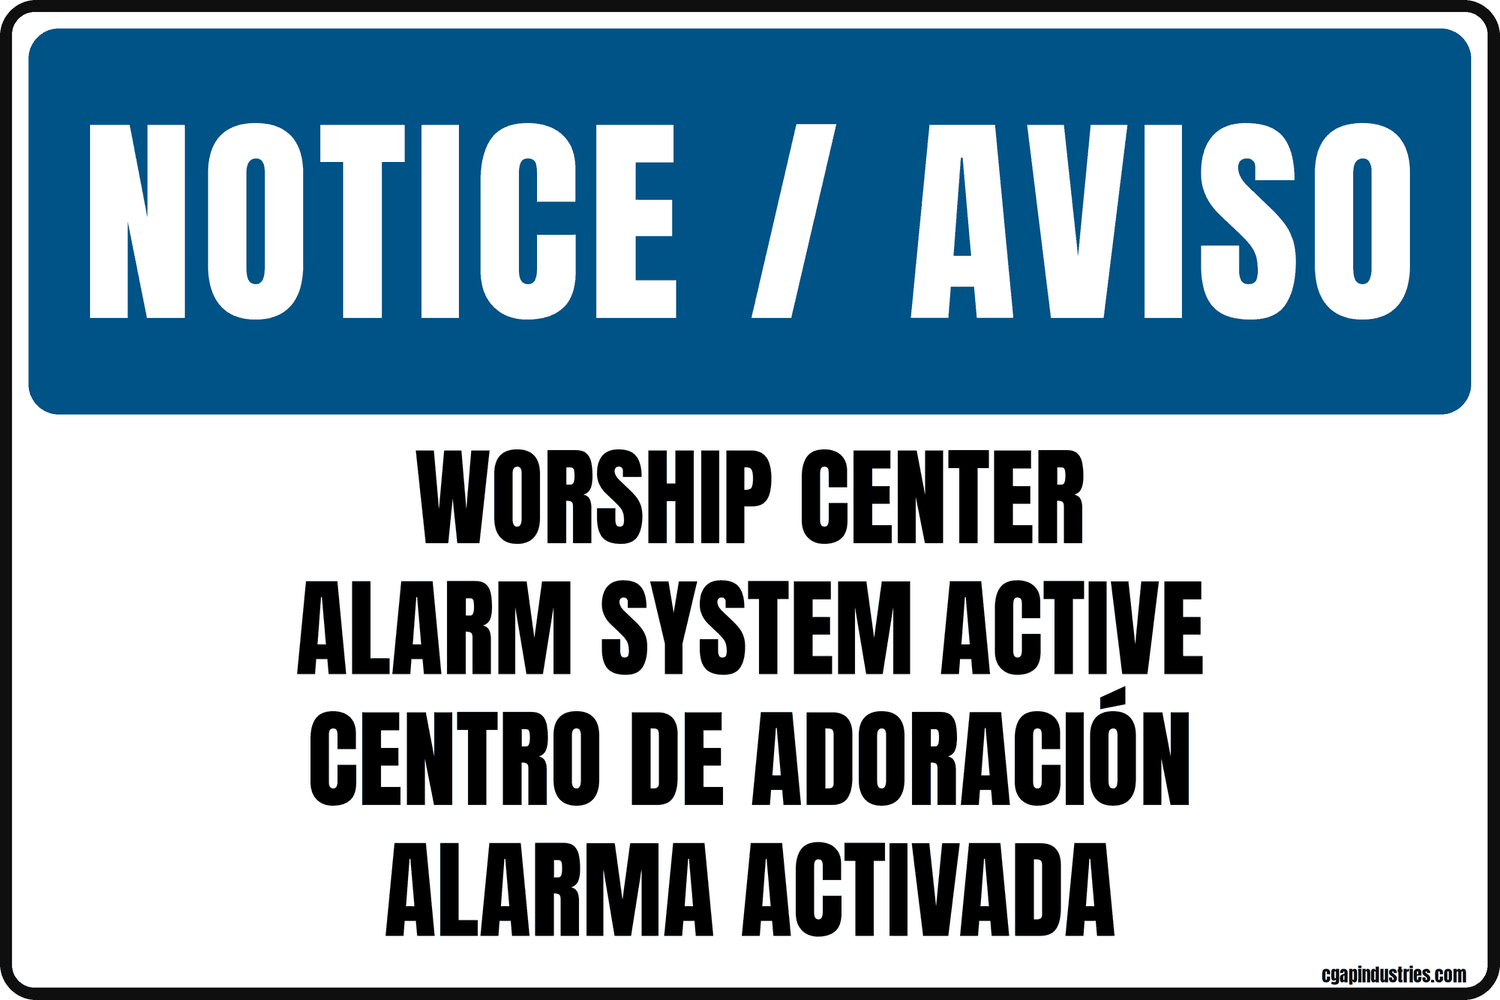 NOTICE / AVISO
WORSHIP CENTER
ALARM SYSTEM ACTIVE
CENTRO DE ADORACIÓN
ALARMA ACTIVADA
cgapindustries.com